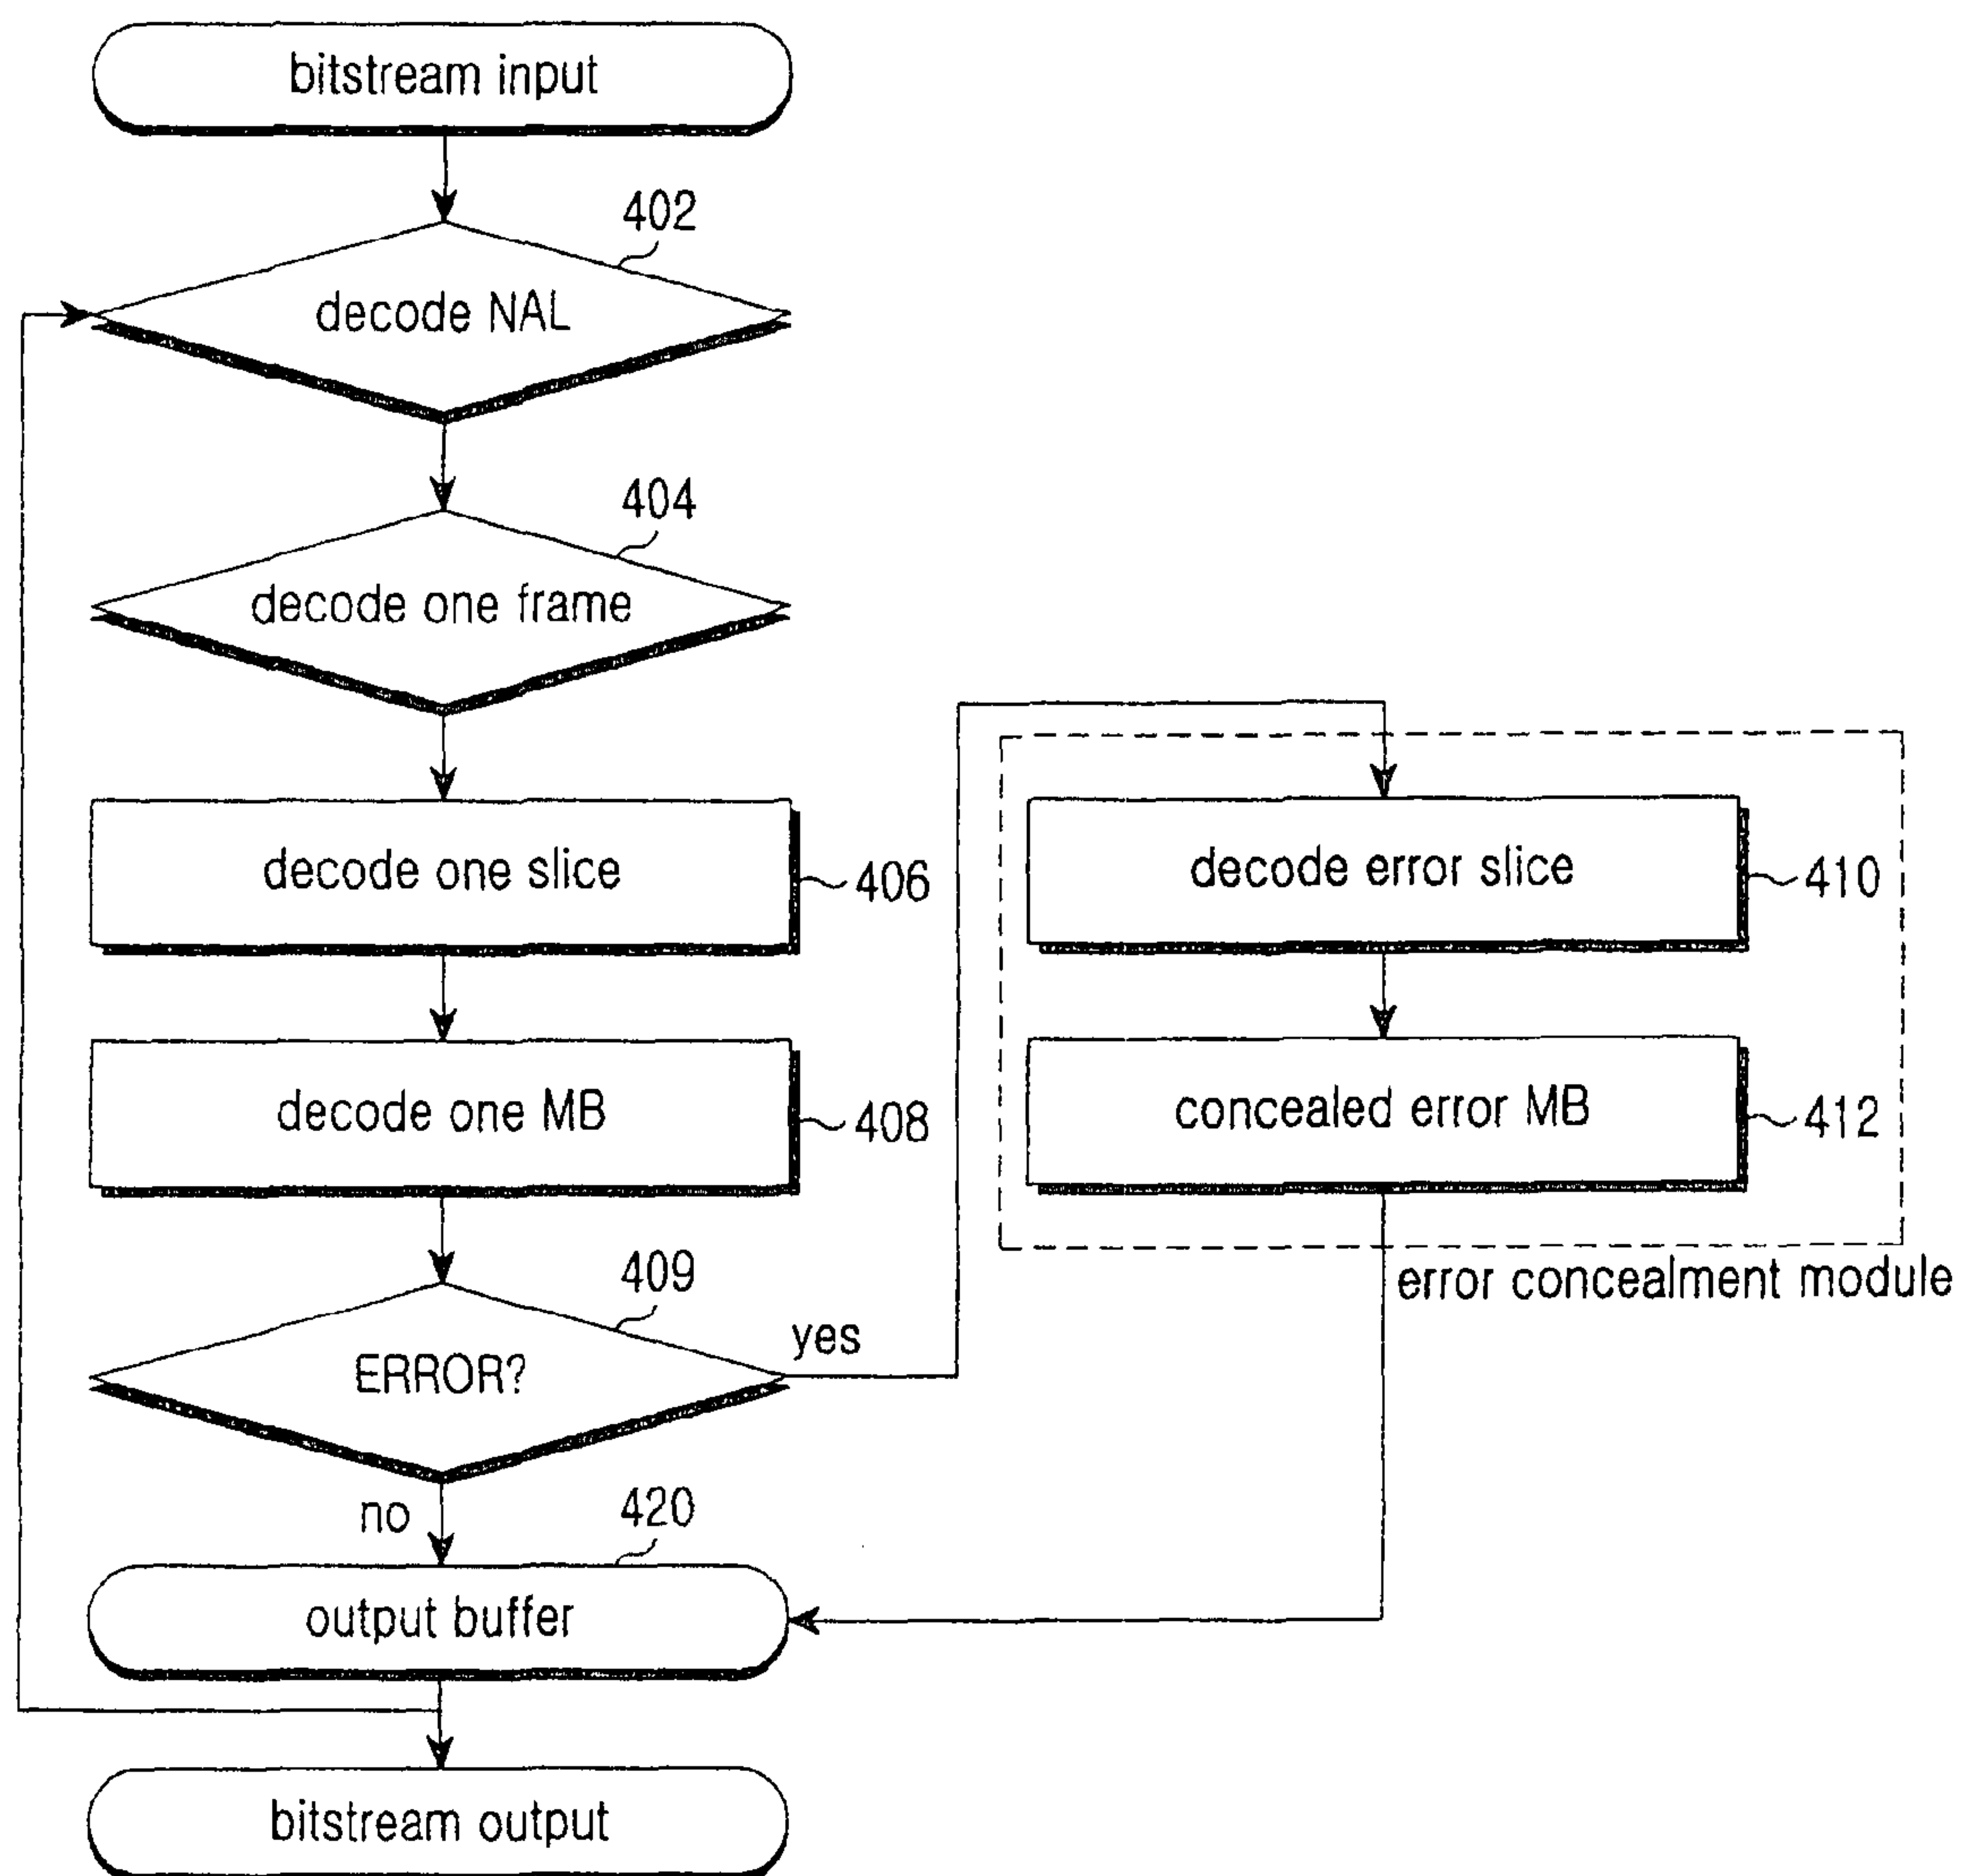 bitstream input
402
decode NAL
404
decode one frame
decode one slice
406
decode error slice
410
decode one MB
408
concealed error MB
412
error concealment module
409
ERROR?
yes
no
420
output buffer
bitstream output